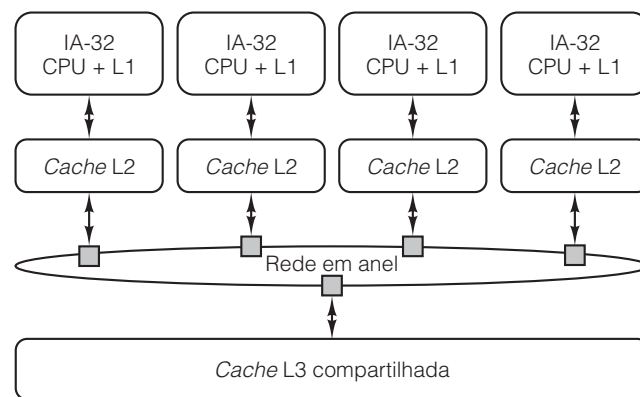 IA-32
CPU + L1
IA-32
CPU + L1
IA-32
CPU + L1
IA-32
CPU + L1
Cache L2
Cache L2
Cache L2
Cache L2
Rede em anel
Cache L3 compartilhada